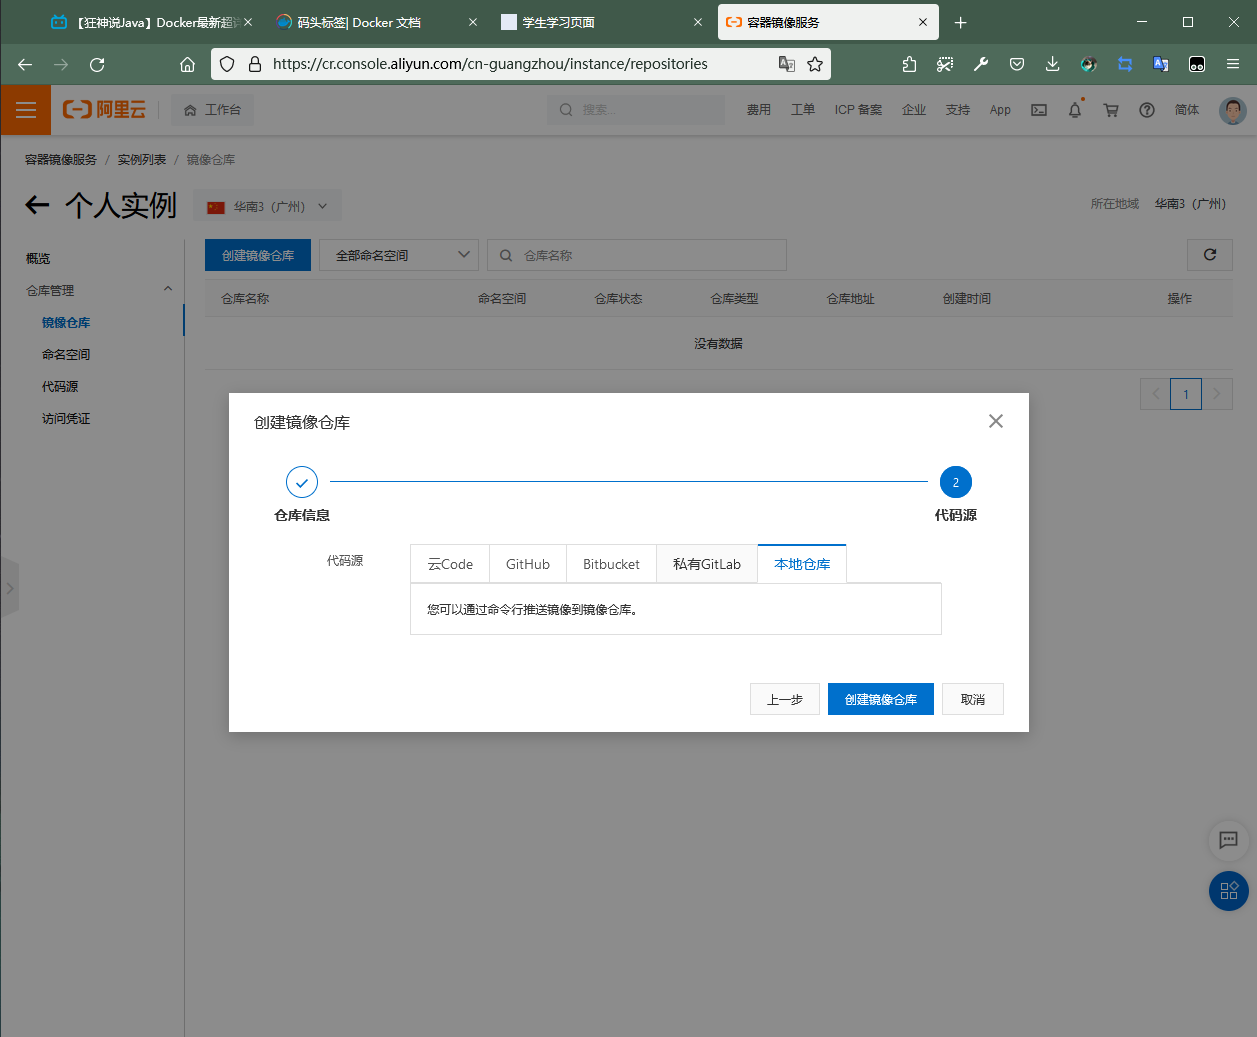 【狂神说Java】Docker最新超
码头标签| Docker 文档
学生学习页面
容器镜像服务
https://cr.console.aliyun.com/cn-guangzhou/instance/repositories
阿里云
工作台
搜索...
费用
工单
ICP 备案
企业
支持
App
简体
容器镜像服务 / 实例列表 / 镜像仓库
个人实例
华南3（广州）
所在地域 华南3（广州）
概览
仓库管理
镜像仓库
命名空间
代码源
访问凭证
创建镜像仓库
全部命名空间
仓库名称
仓库名称 命名空间 仓库状态 仓库类型 仓库地址 创建时间 操作
没有数据
1
创建镜像仓库
2
仓库信息
代码源
代码源
云Code
GitHub
Bitbucket
私有GitLab
本地仓库
您可以通过命令行推送镜像到镜像仓库。
上一步
创建镜像仓库
取消